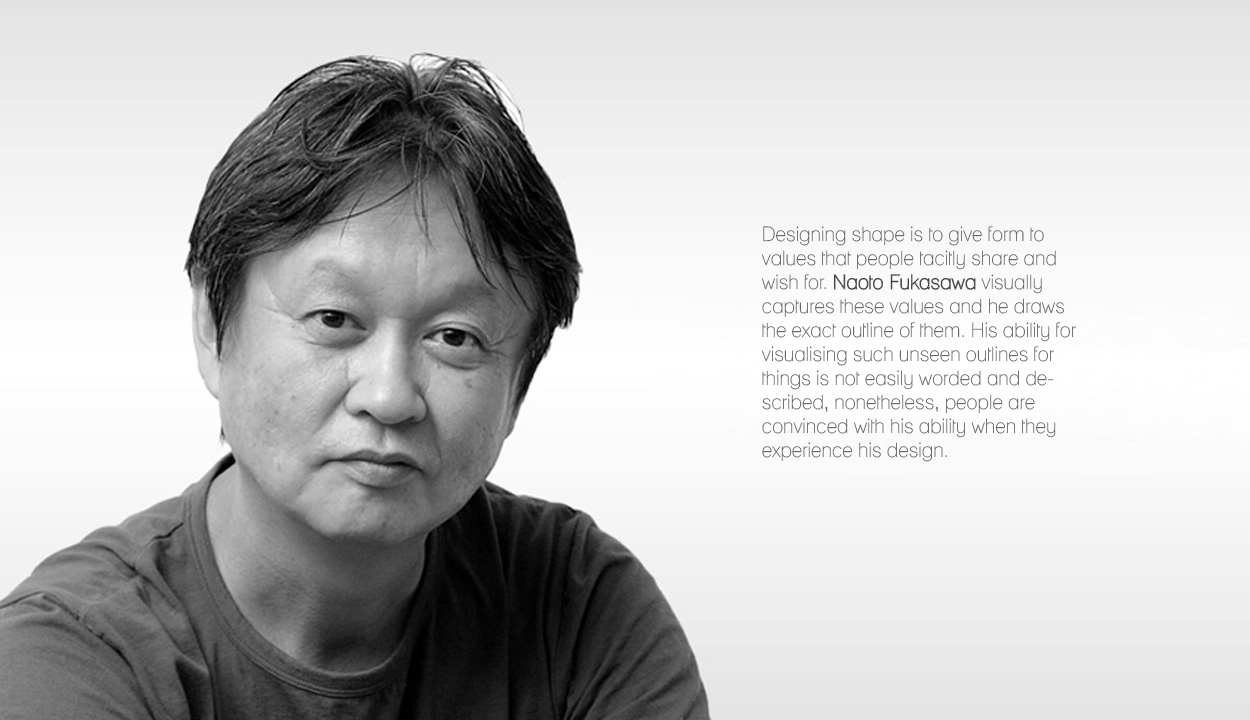 Designing shape is to give form to
values that people tacitly share and
wish for. Naoto Fukasawa visually
captures these values and he draws
the exact outline of them. His ability for
visualising such unseen outlines for
things is not easily worded and de-
scribed, nonetheless, people are
convinced with his ability when they
experience his design.